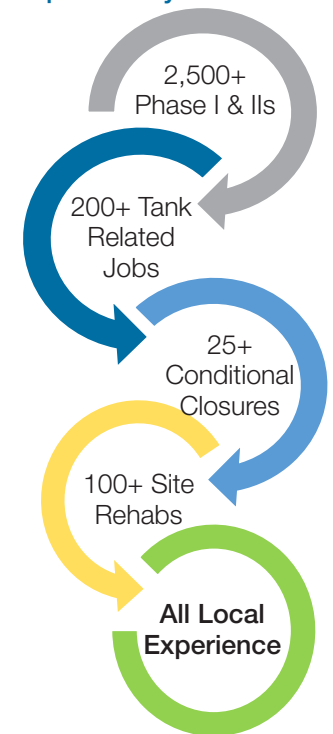 2,500+
Phase I & IIs
200+ Tank
Related
Jobs
25+
Conditional
Closures
100+ Site
Rehabs
All Local
Experience